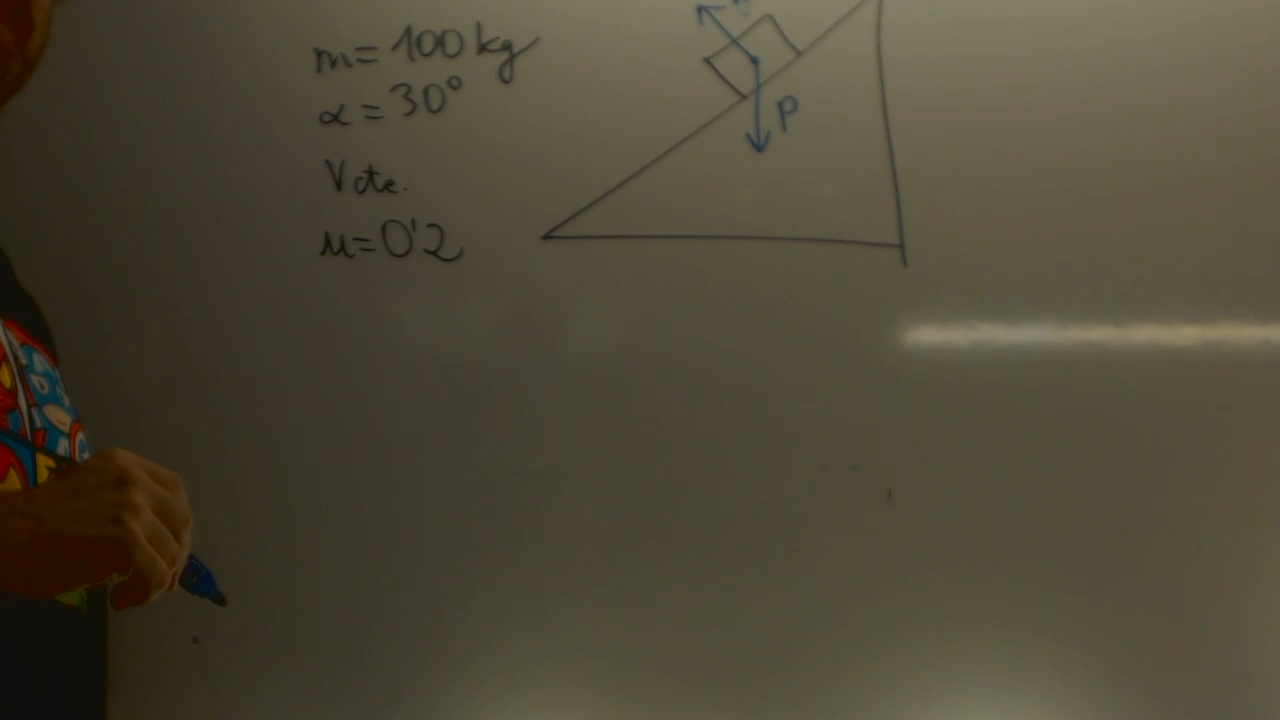 m= 100 kg
α = 30°
V cte.
μ=0'2
P